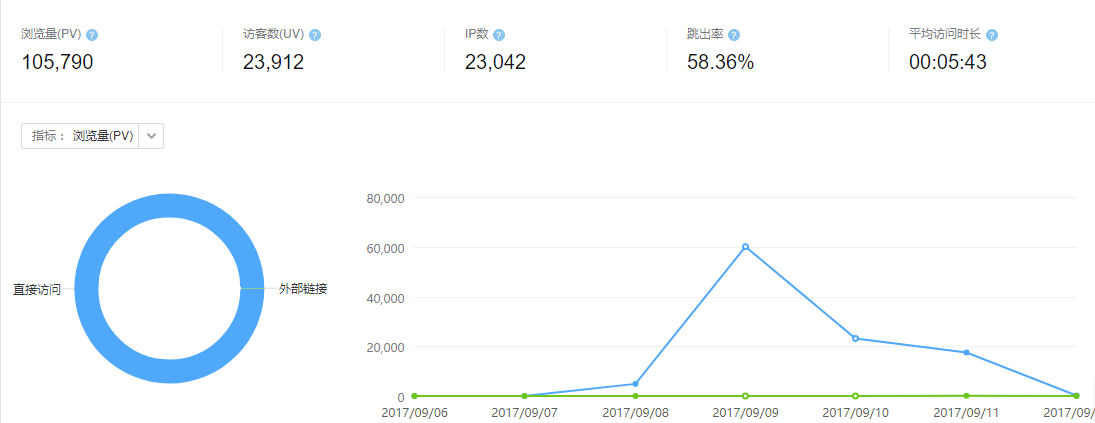 浏览量(PV) ?
访客数(UV) ?
IP数 ?
跳出率 ?
平均访问时长 ?
105,790
23,912
23,042
58.36%
00:05:43
指标： 浏览量(PV)
直接访问
外部链接
80,000
60,000
40,000
20,000
0
2017/09/06
2017/09/07
2017/09/08
2017/09/09
2017/09/10
2017/09/11
2017/09/